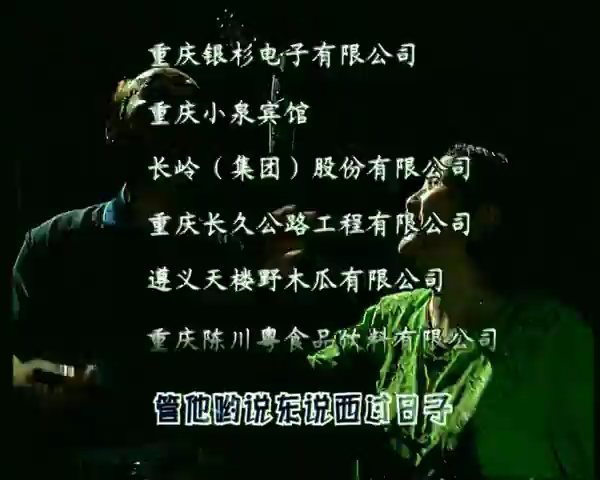 重庆银杉电子有限公司
重庆小泉宾馆
长岭（集团）股份有限公司
重庆长久公路工程有限公司
遵义天楼野木瓜有限公司
重庆陈川粤食品饮料有限公司
管他哟说东说西过日子